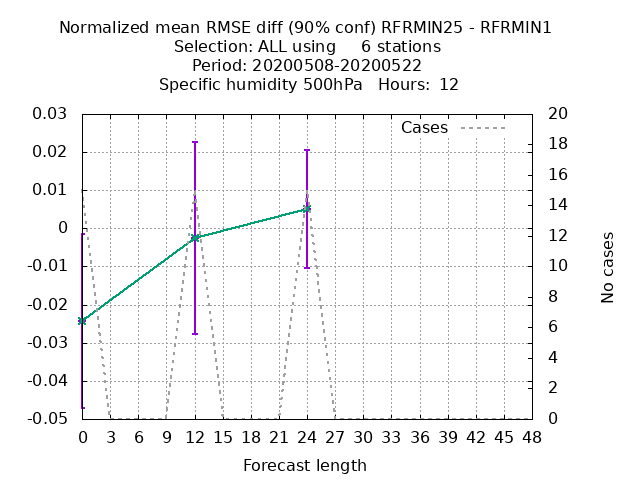 Normalized mean RMSE diff (90% conf) RFRMIN25 - RFRMIN1
Selection: ALL using 6 stations
Period: 20200508-20200522
Specific humidity 500hPa Hours: 12
Cases
0.03
0.02
0.01
0
-0.01
-0.02
-0.03
-0.04
-0.05
20
18
16
14
12
10
8
6
4
2
0
No cases
0 3 6 9 12 15 18 21 24 27 30 33 36 39 42 45 48
Forecast length